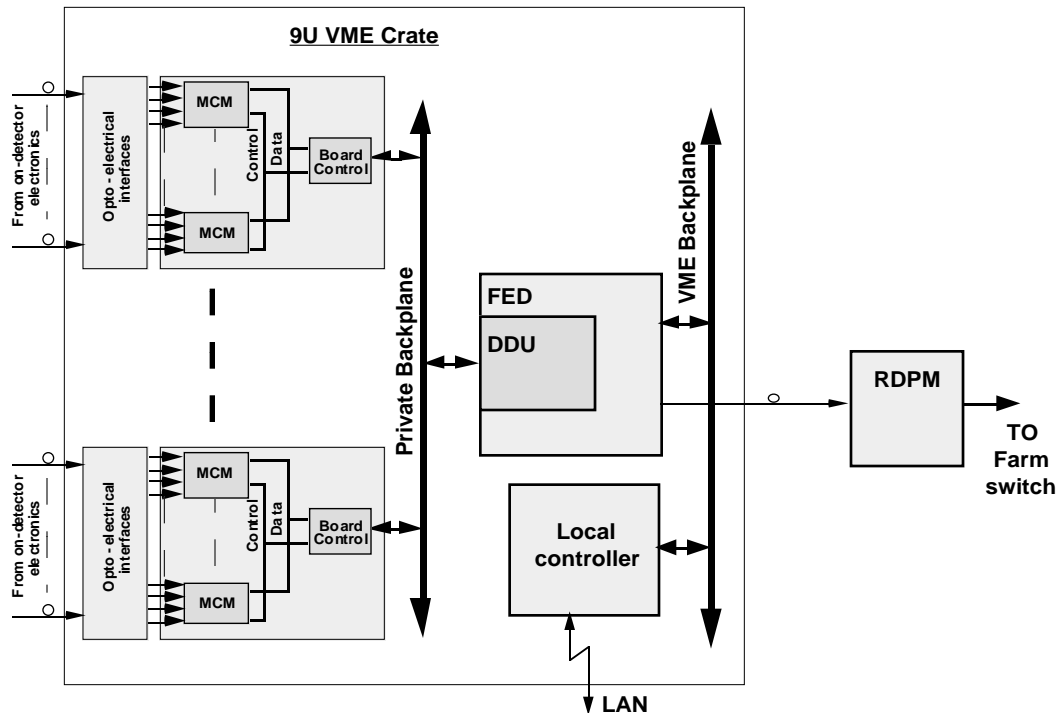 9U VME Crate
From on-detector
electronics
Opto - electrical
interfaces
MCM
MCM
Control
Data
Board
Control
From on-detector
electronics
Opto - electrical
interfaces
MCM
MCM
Control
Data
Board
Control
Private Backplane
FED
DDU
VME Backplane
Local
controller
LAN
RDPM
TO
Farm
switch